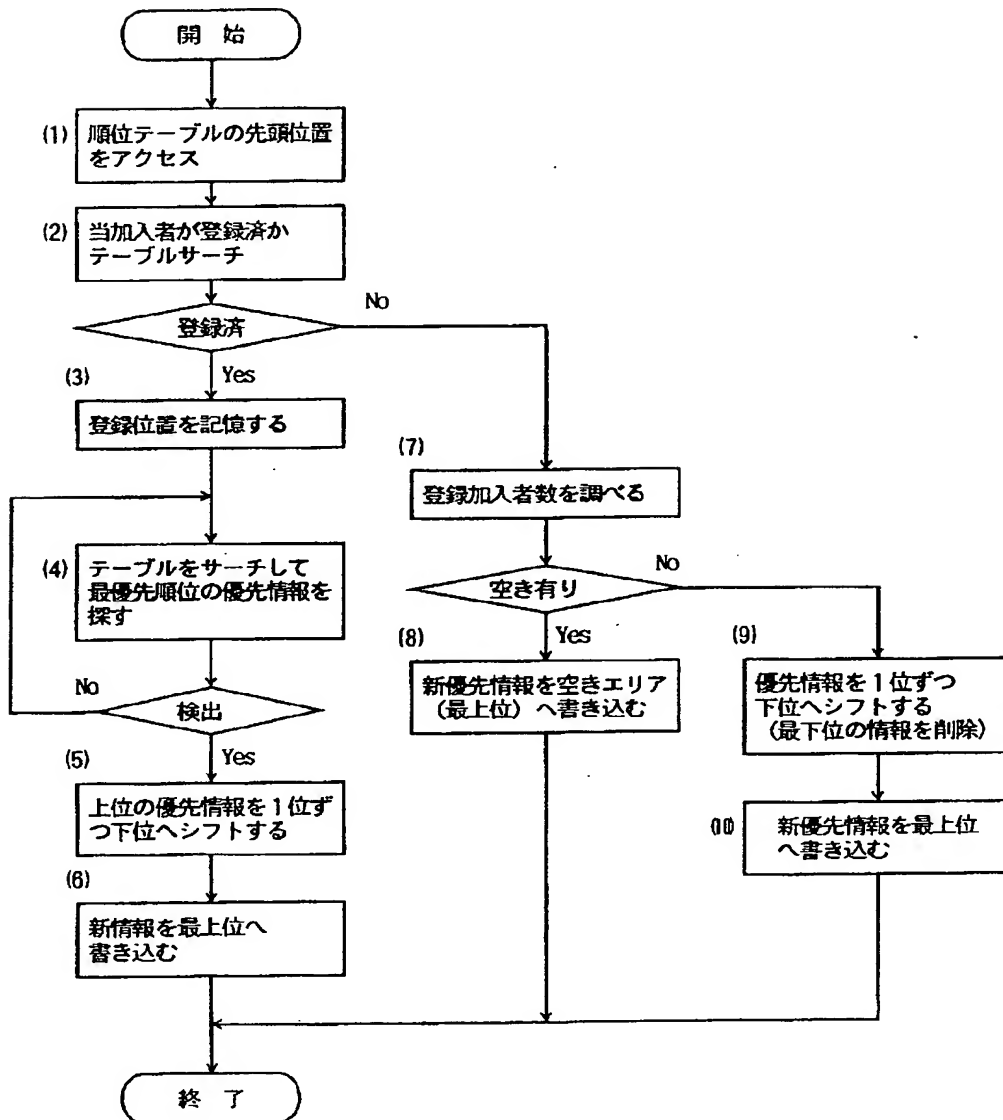 開 始
(1) 順位テーブルの先頭位置
をアクセス
(2) 当加入者が登録済か
テーブルサーチ
登録済
No
Yes
(3)
登録位置を記憶する
(4) テーブルをサーチして
最優先順位の優先情報を
探す
検出
No
Yes
(5)
上位の優先情報を1位ず
つ下位へシフトする
(6)
新情報を最上位へ
書き込む
(7)
登録加入者数を調べる
空き有り
No
Yes
(8)
新優先情報を空きエリア
(最上位)へ書き込む
(9)
優先情報を1位ずつ
下位へシフトする
(最下位の情報を削除)
(10) 新優先情報を最上位
へ書き込む
終 了